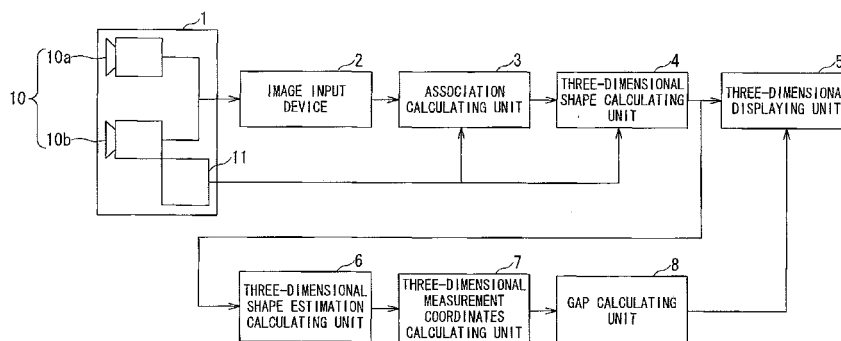 1
10a
10
10b
11
2
IMAGE INPUT
DEVICE
3
ASSOCIATION
CALCULATING UNIT
4
THREE-DIMENSIONAL
SHAPE CALCULATING
UNIT
5
THREE-DIMENSIONAL
DISPLAYING UNIT
6
THREE-DIMENSIONAL
SHAPE ESTIMATION
CALCULATING UNIT
7
THREE-DIMENSIONAL
MEASUREMENT
COORDINATES
CALCULATING UNIT
8
GAP CALCULATING
UNIT